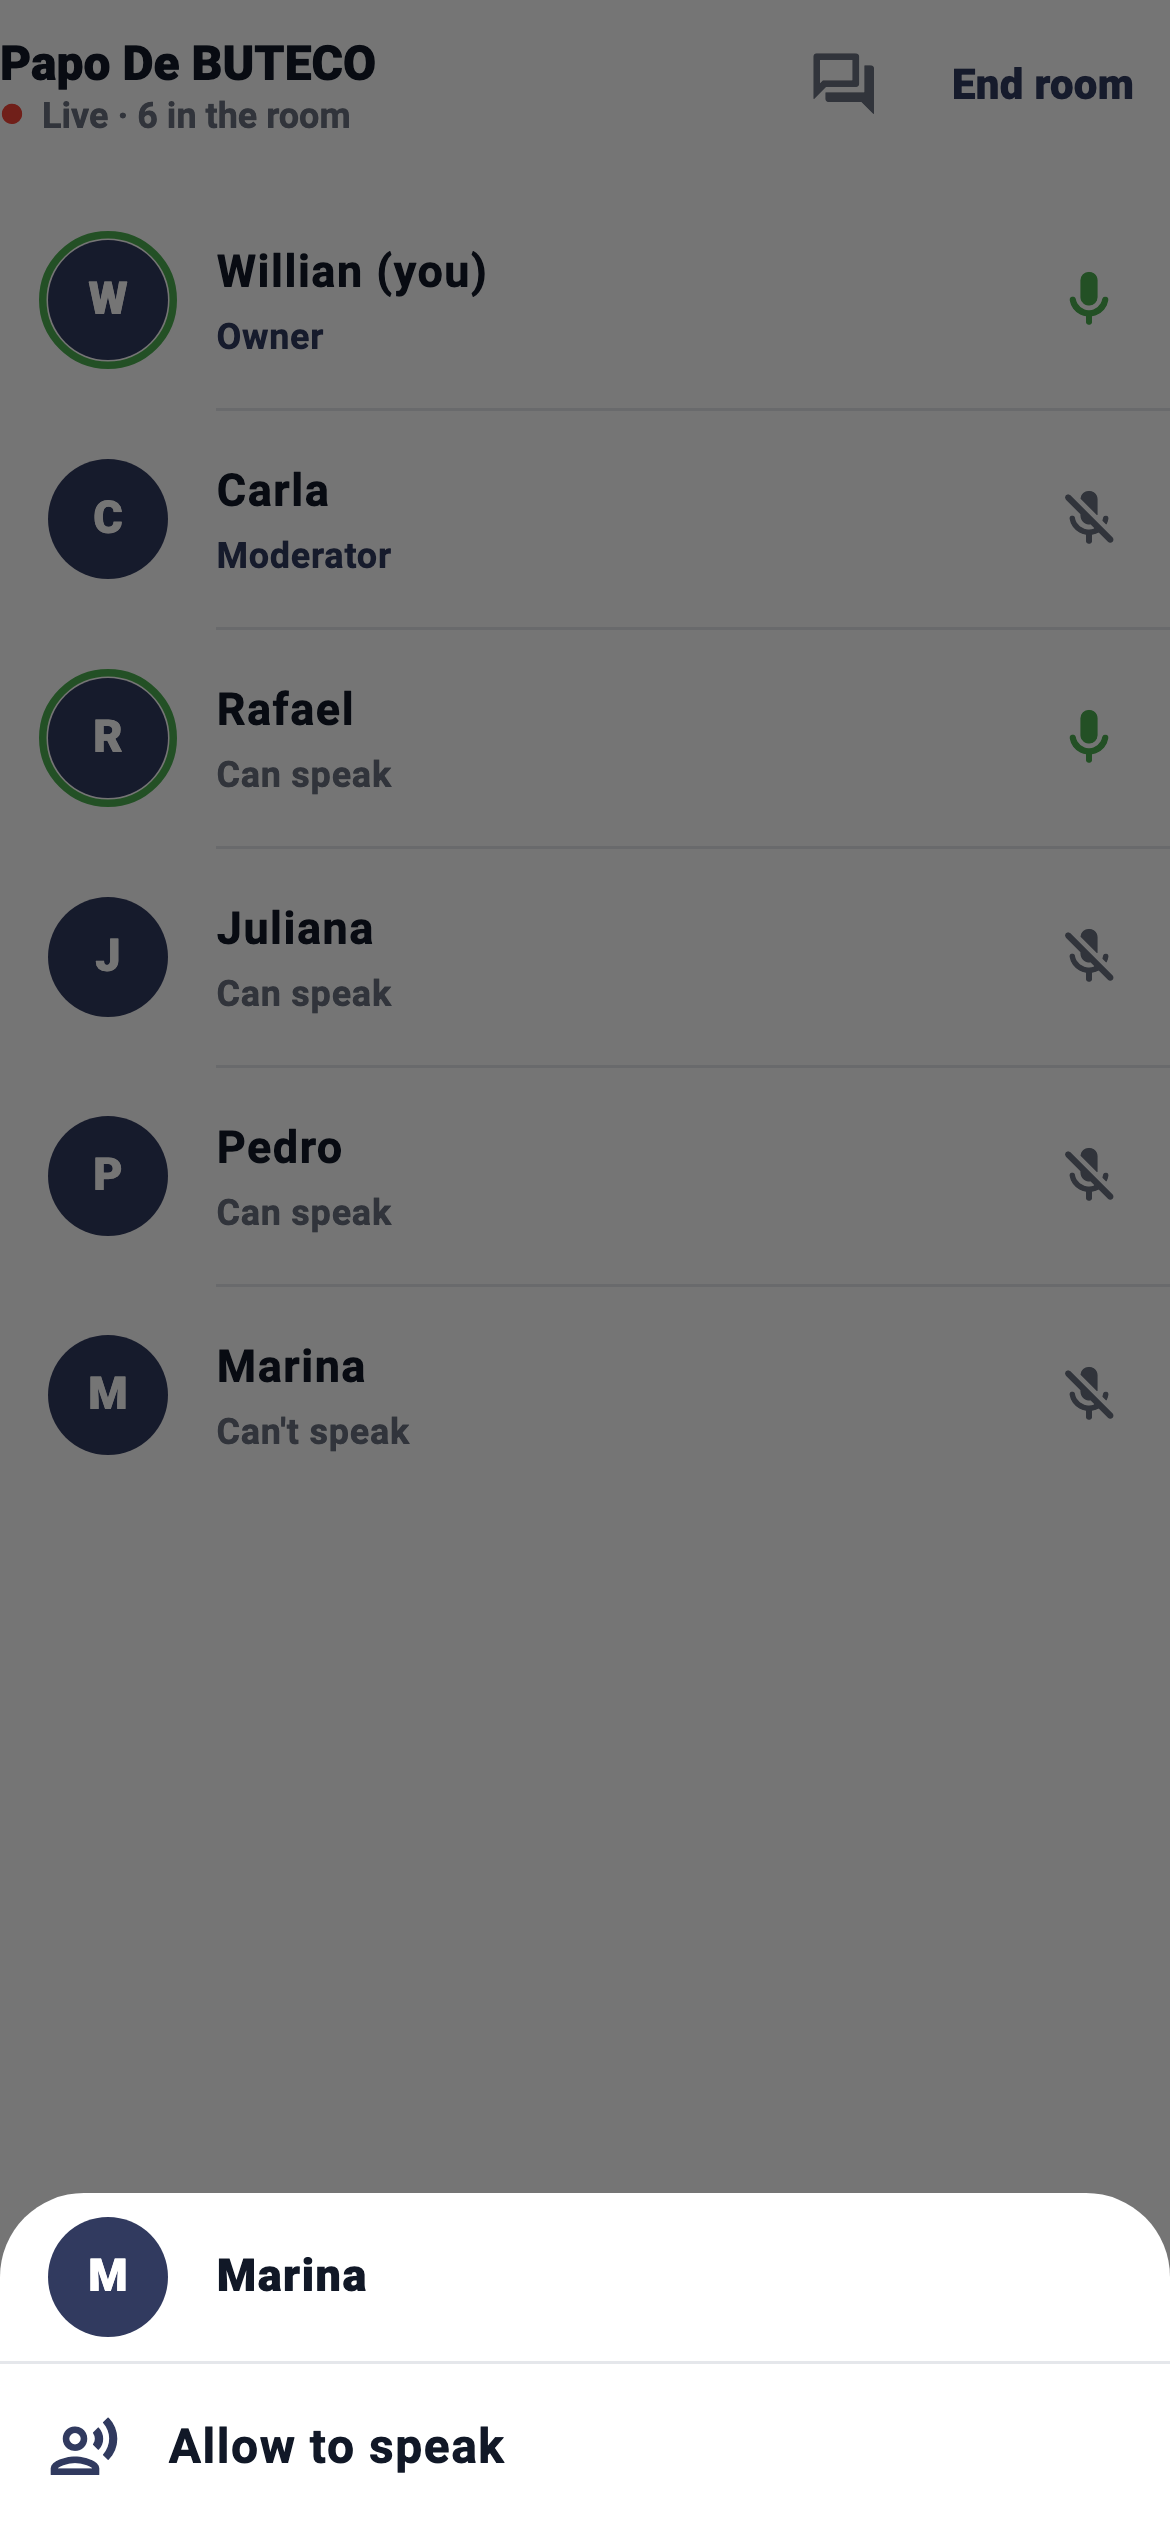 Papo De BUTECO
Live · 6 in the room
End room
W
Willian (you)
Owner
C
Carla
Moderator
R
Rafael
Can speak
J
Juliana
Can speak
P
Pedro
Can speak
M
Marina
Can't speak
M
Marina
Allow to speak